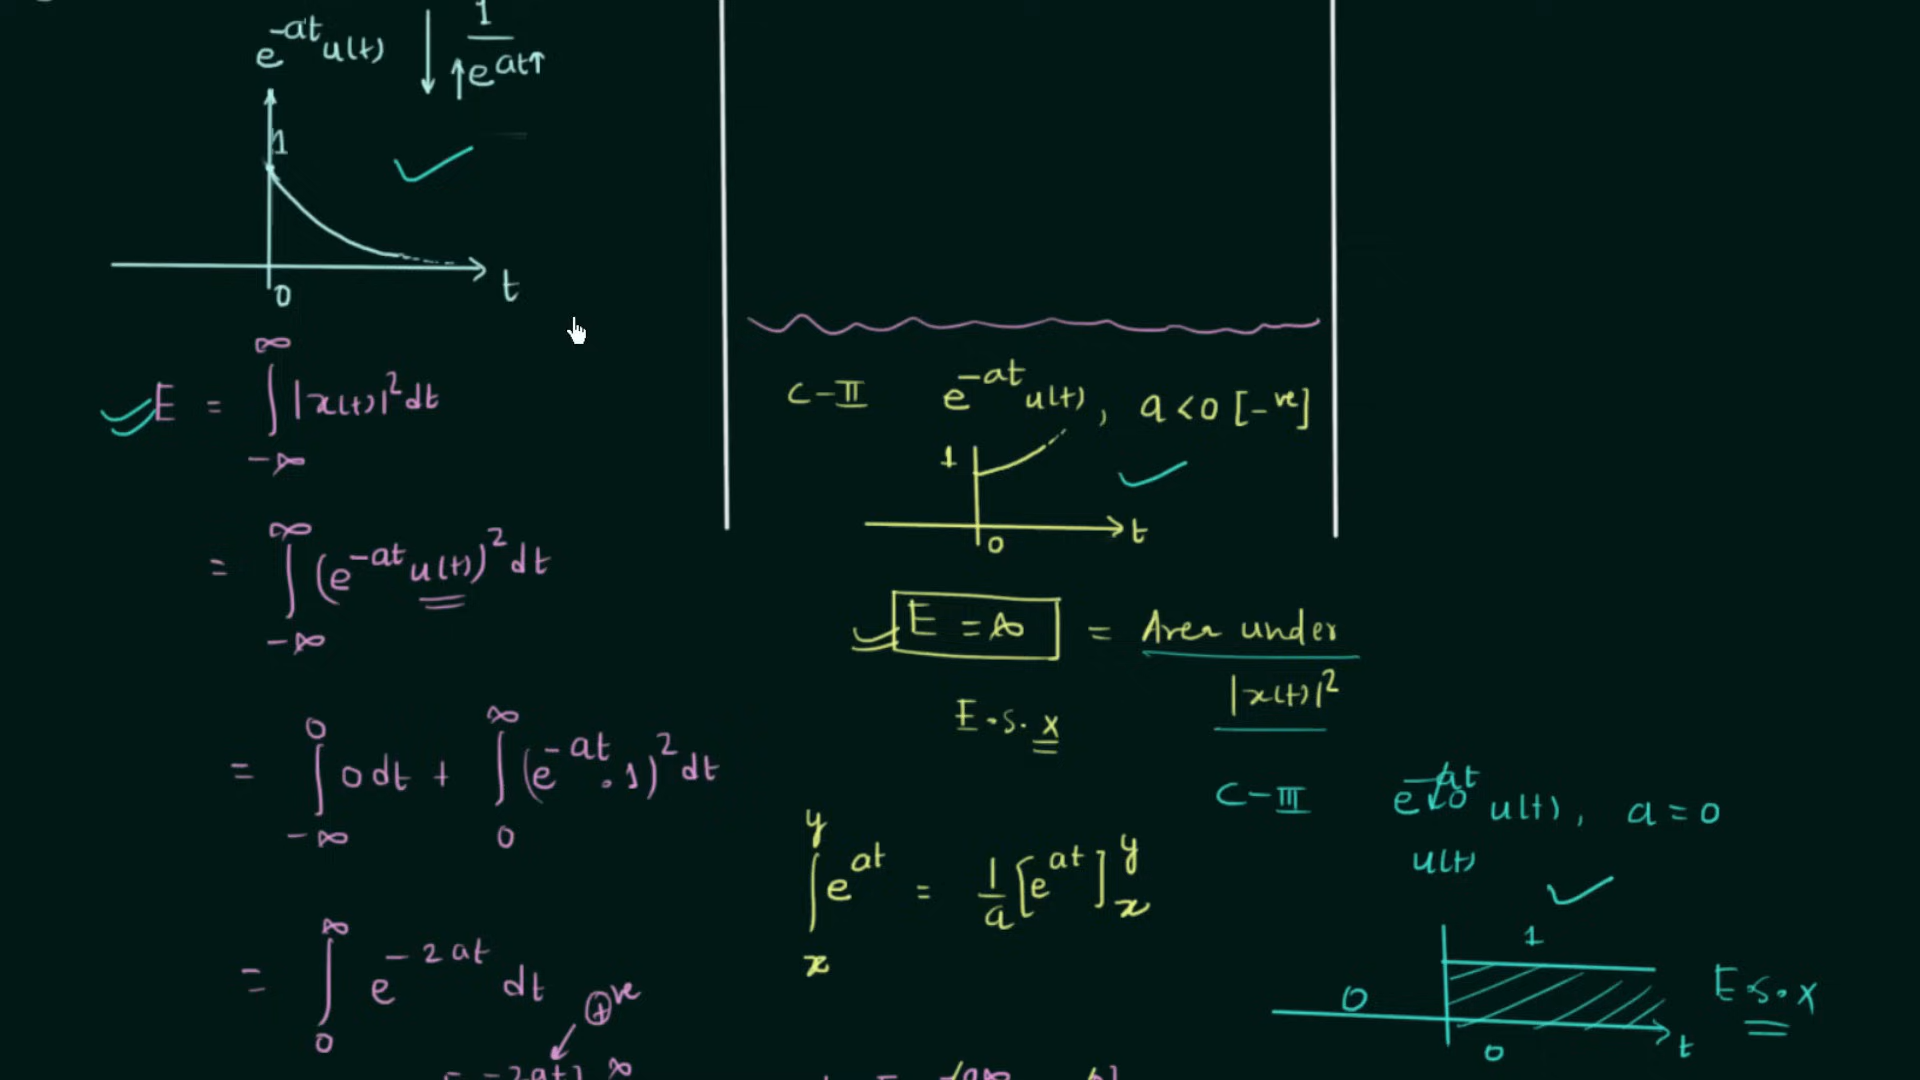 e^{-at} u(t) ↓ 1/↑e^{at↑}
1
0
t
E = ∫_{-∞}^{∞} |x(t)|² dt
= ∫_{-∞}^{∞} (e^{-at} u(t))² dt
= ∫_{-∞}^{0} 0 dt + ∫_{0}^{∞} (e^{-at} . 1)² dt
= ∫_{0}^{∞} e^{-2at} dt
+ve
C-II e^{-at} u(t), a<0 [-ve]
1
0
t
E = ∞ = Area under
|x(t)|²
E.S. x
∫_{x}^{y} e^{at} = 1/a [e^{at}]_{x}^{y}
C-III e^{-at} 0 u(t), a=0
u(t)
1
0
0
t
E.S. x